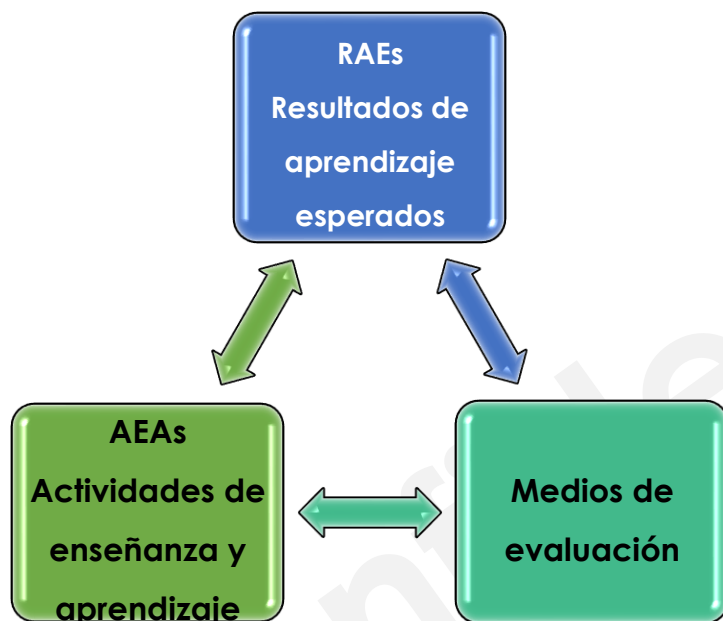 RAEs
Resultados de
aprendizaje
esperados
AEAs
Actividades de
enseñanza y
aprendizaje
Medios de
evaluación